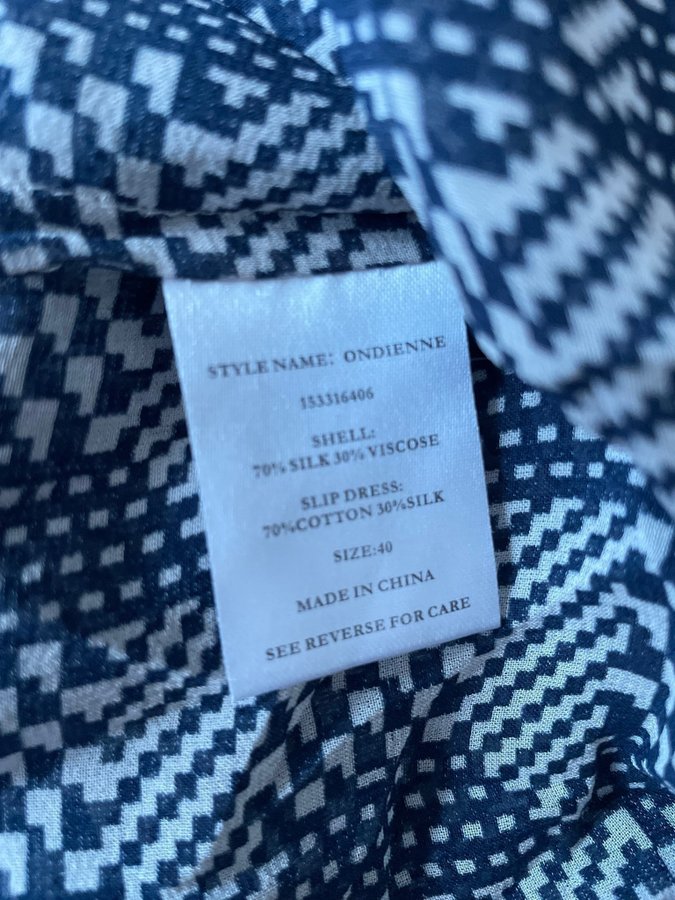 STYLE NAME: ONDIENNE
153316406
SHELL:
70% SILK 30% VISCOSE
SLIP DRESS:
70%COTTON 30%SILK
SIZE:40
MADE IN CHINA
SEE REVERSE FOR CARE